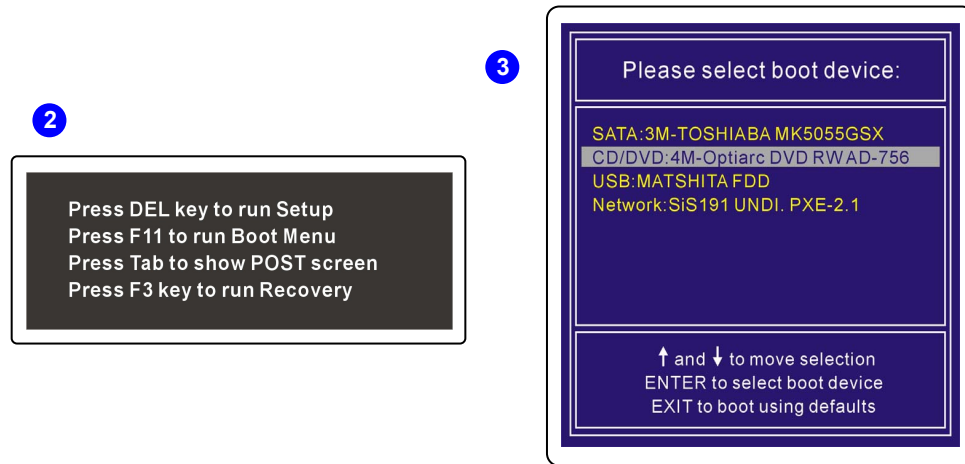 2
Press DEL key to run Setup
Press F11 to run Boot Menu
Press Tab to show POST screen
Press F3 key to run Recovery
3
Please select boot device:
SATA:3M-TOSHIABA MK5055GSX
CD/DVD:4M-Optiarc DVD RW AD-756
USB:MATSHITA FDD
Network:SiS191 UNDI. PXE-2.1
↑ and ↓ to move selection
ENTER to select boot device
EXIT to boot using defaults